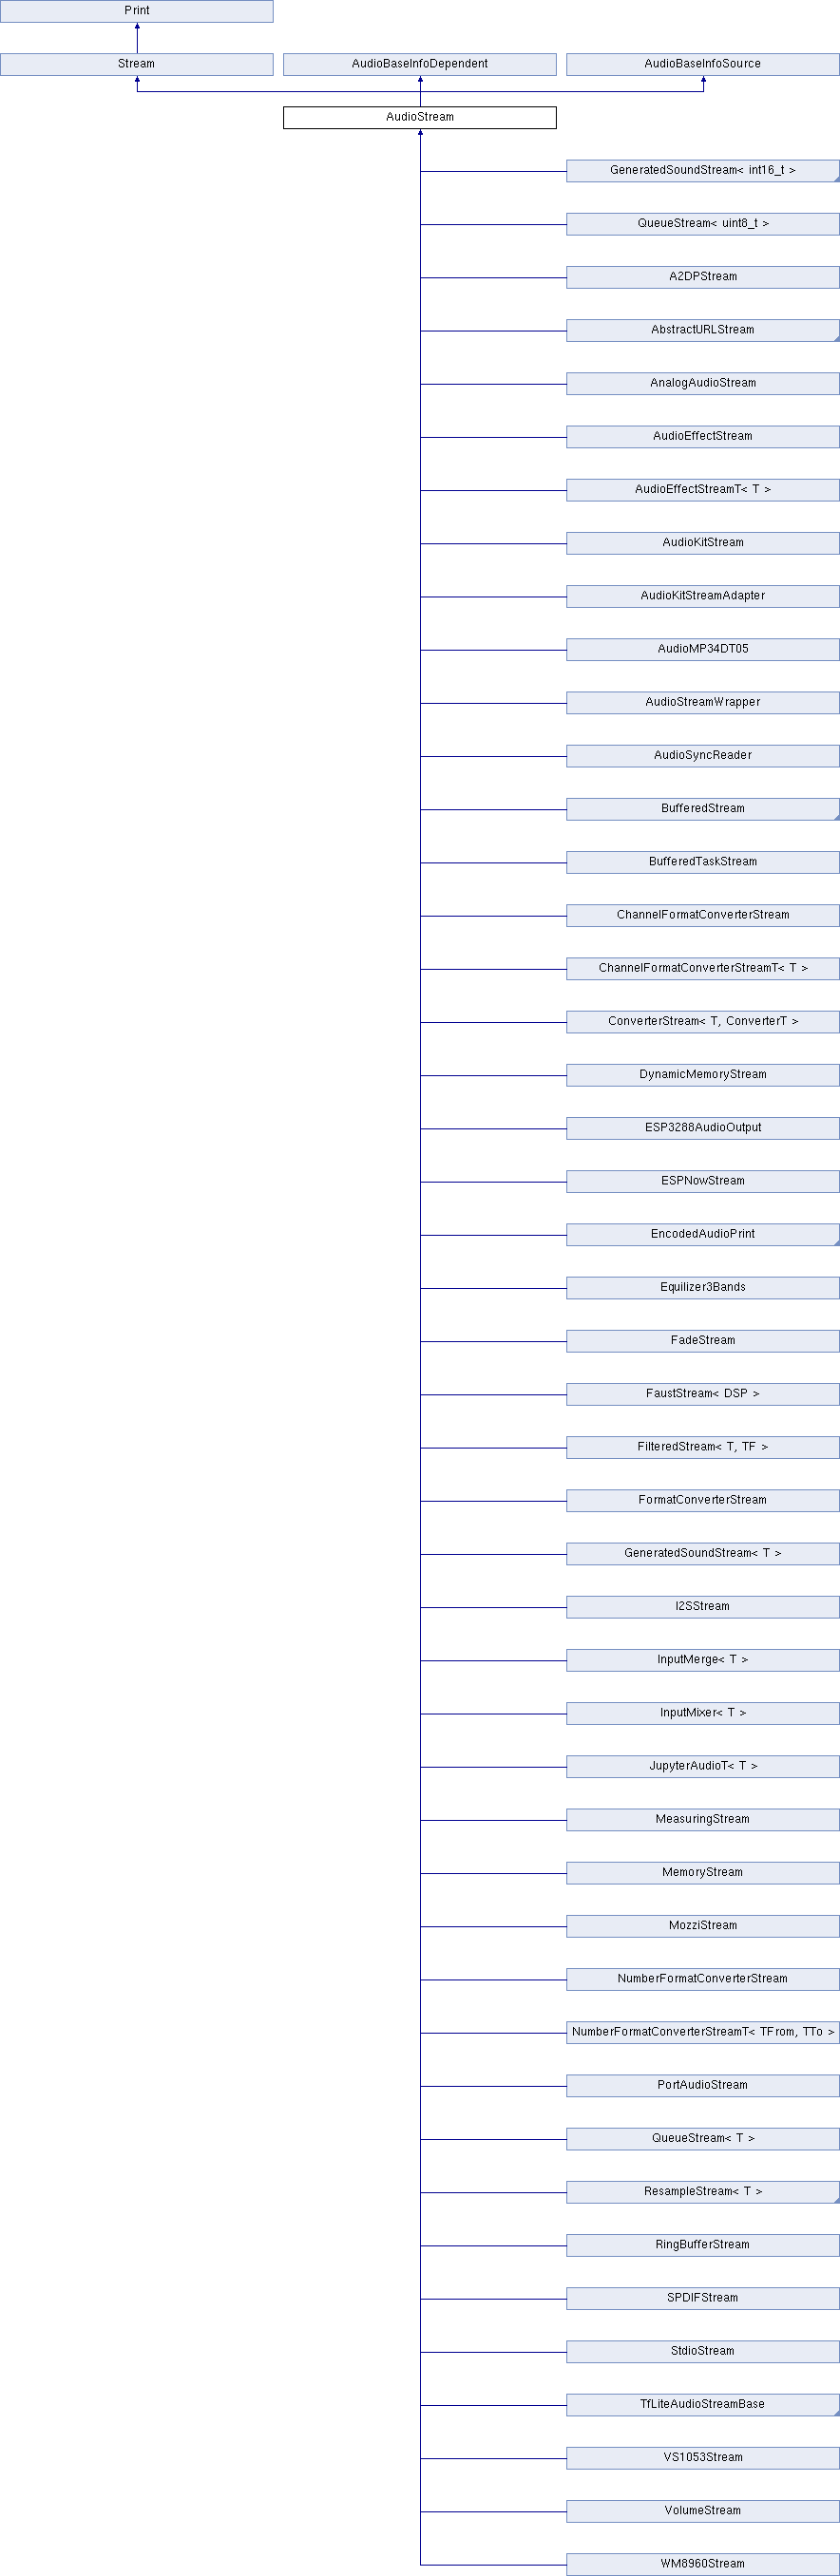 Print
Stream AudioBaseInfoDependent AudioBaseInfoSource
AudioStream
GeneratedSoundStream< int16_t >
QueueStream< uint8_t >
A2DPStream
AbstractURLStream
AnalogAudioStream
AudioEffectStream
AudioEffectStreamT< T >
AudioKitStream
AudioKitStreamAdapter
AudioMP34DT05
AudioStreamWrapper
AudioSyncReader
BufferedStream
BufferedTaskStream
ChannelFormatConverterStream
ChannelFormatConverterStreamT< T >
ConverterStream< T, ConverterT >
DynamicMemoryStream
ESP3288AudioOutput
ESPNowStream
EncodedAudioPrint
Equilizer3Bands
FadeStream
FaustStream< DSP >
FilteredStream< T, TF >
FormatConverterStream
GeneratedSoundStream< T >
I2SStream
InputMerge< T >
InputMixer< T >
JupyterAudioT< T >
MeasuringStream
MemoryStream
MozziStream
NumberFormatConverterStream
NumberFormatConverterStreamT< TFrom, TTo >
PortAudioStream
QueueStream< T >
ResampleStream< T >
RingBufferStream
SPDIFStream
StdioStream
TfLiteAudioStreamBase
VS1053Stream
VolumeStream
WM8960Stream